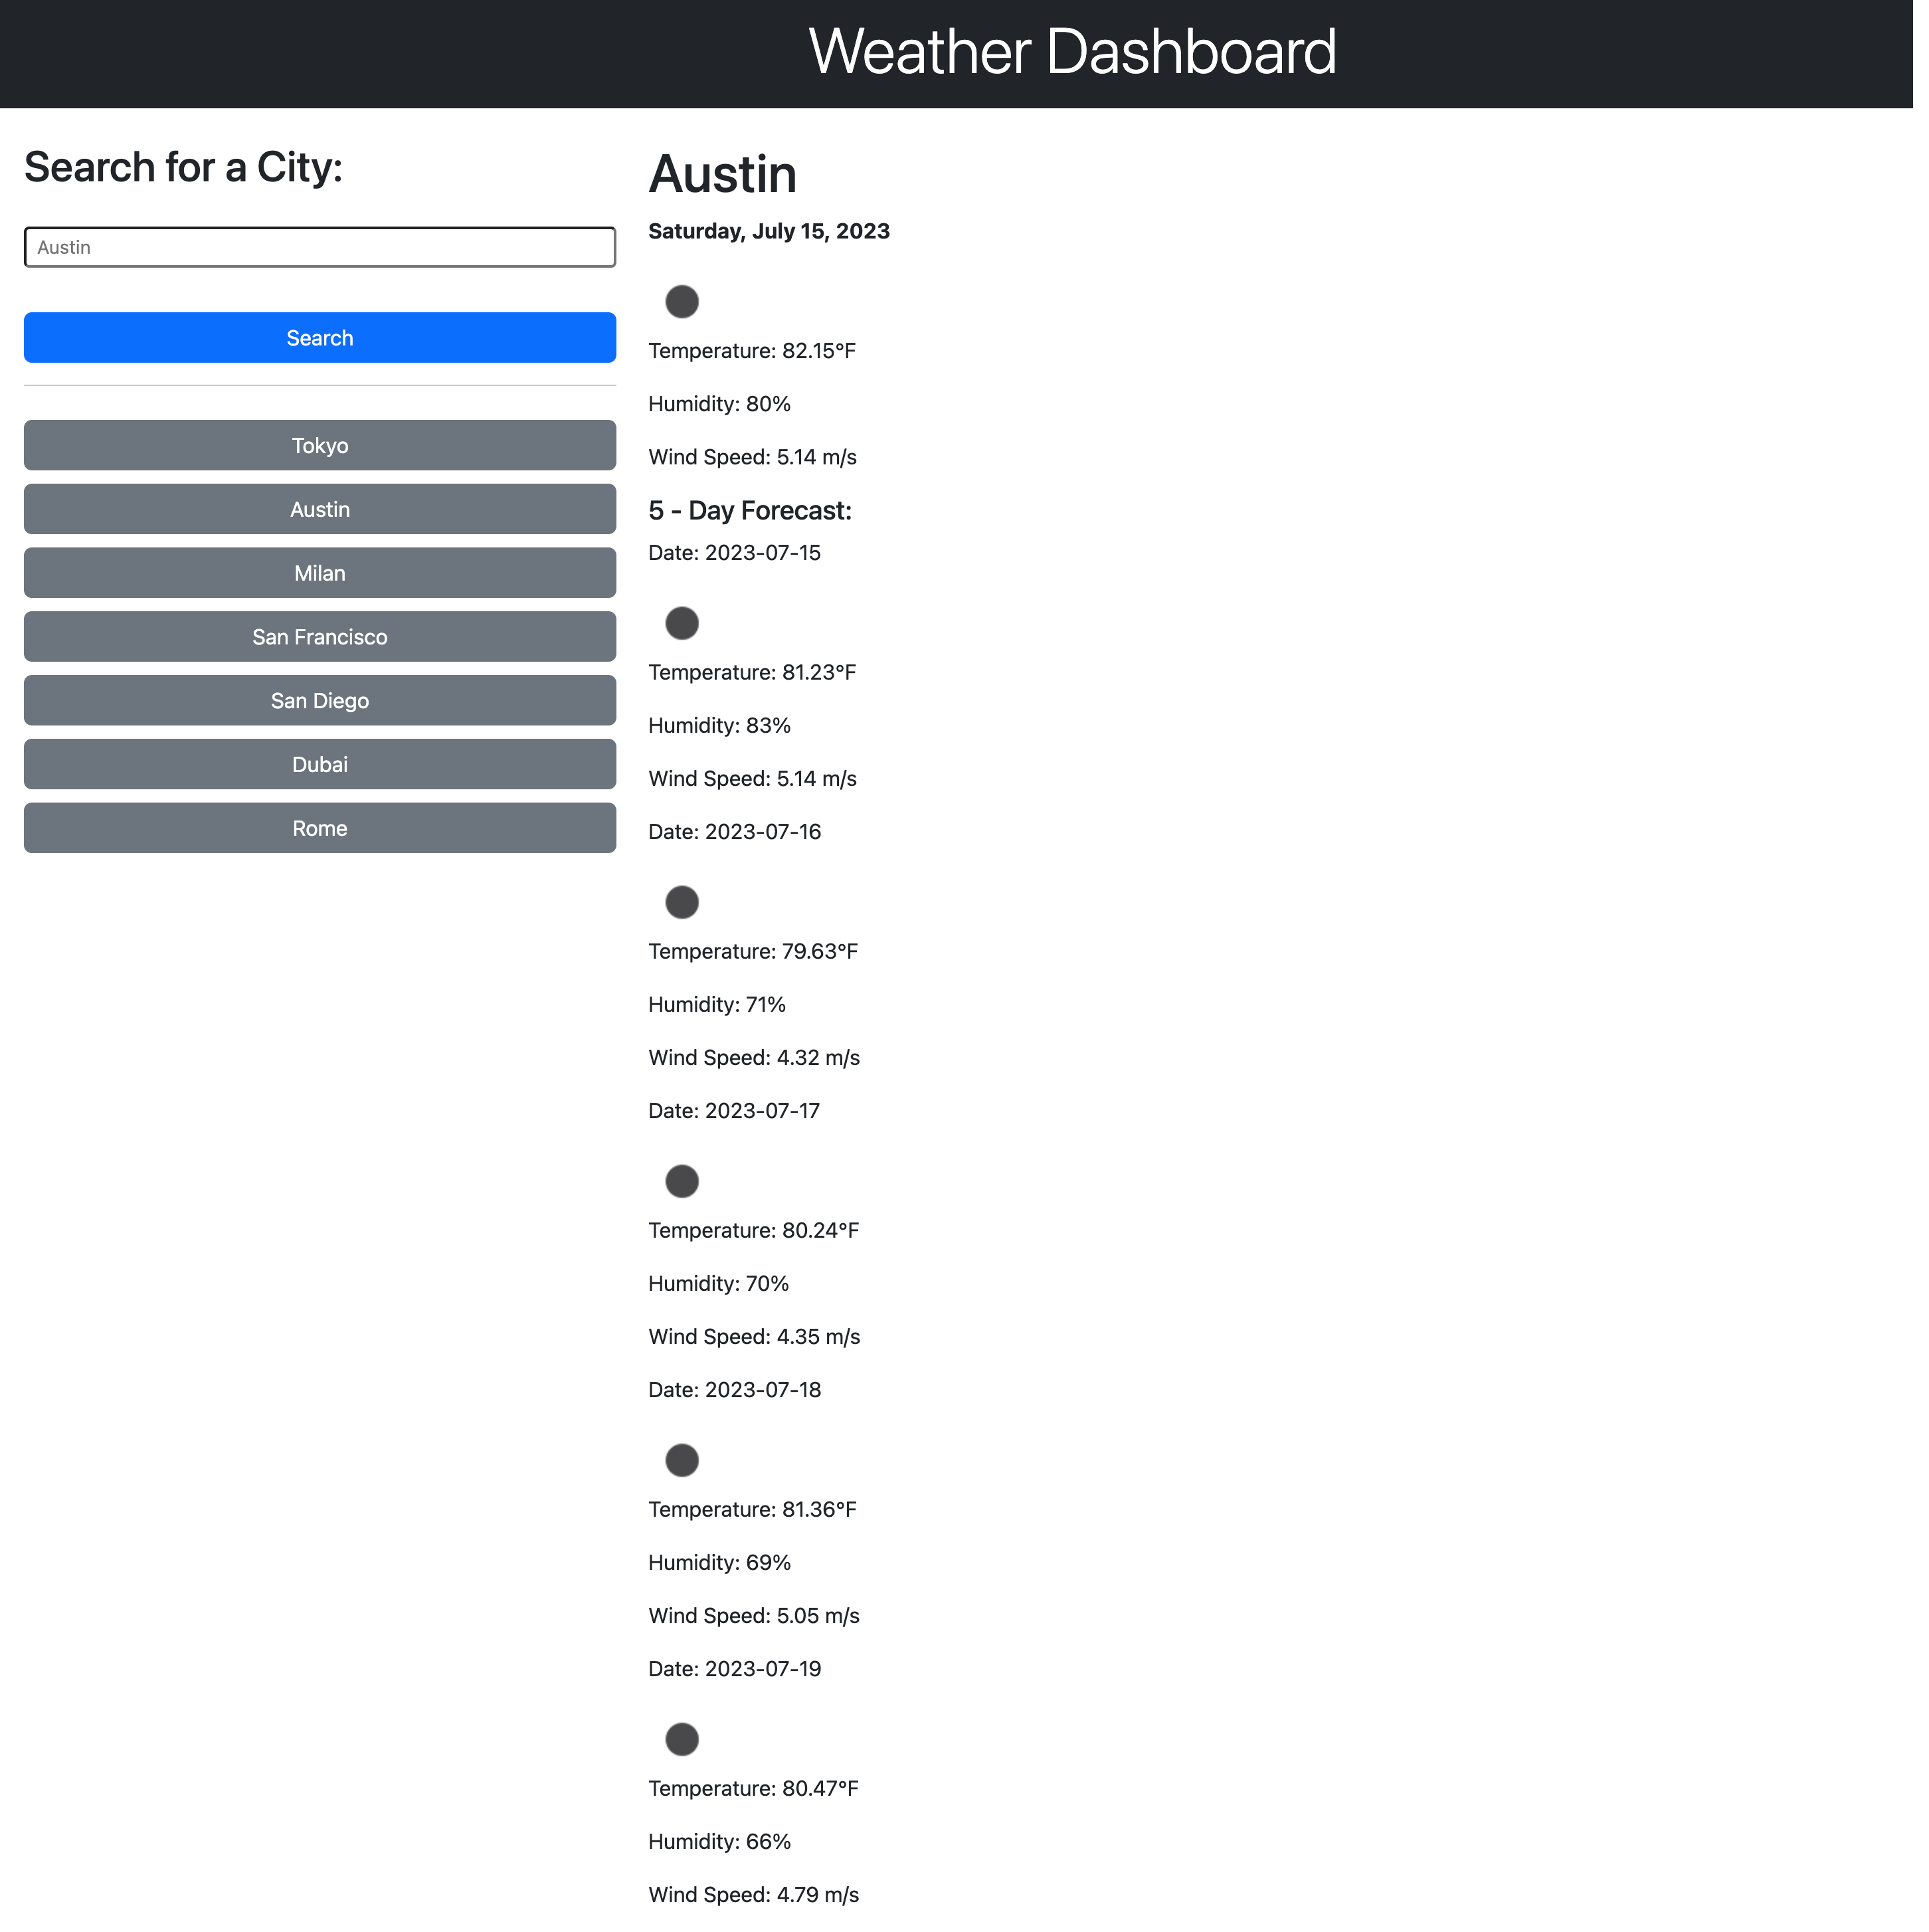 Weather Dashboard
Search for a City:
Austin
Search
Tokyo
Austin
Milan
San Francisco
San Diego
Dubai
Rome
Austin
Saturday, July 15, 2023
Temperature: 82.15°F
Humidity: 80%
Wind Speed: 5.14 m/s
5 - Day Forecast:
Date: 2023-07-15
Temperature: 81.23°F
Humidity: 83%
Wind Speed: 5.14 m/s
Date: 2023-07-16
Temperature: 79.63°F
Humidity: 71%
Wind Speed: 4.32 m/s
Date: 2023-07-17
Temperature: 80.24°F
Humidity: 70%
Wind Speed: 4.35 m/s
Date: 2023-07-18
Temperature: 81.36°F
Humidity: 69%
Wind Speed: 5.05 m/s
Date: 2023-07-19
Temperature: 80.47°F
Humidity: 66%
Wind Speed: 4.79 m/s